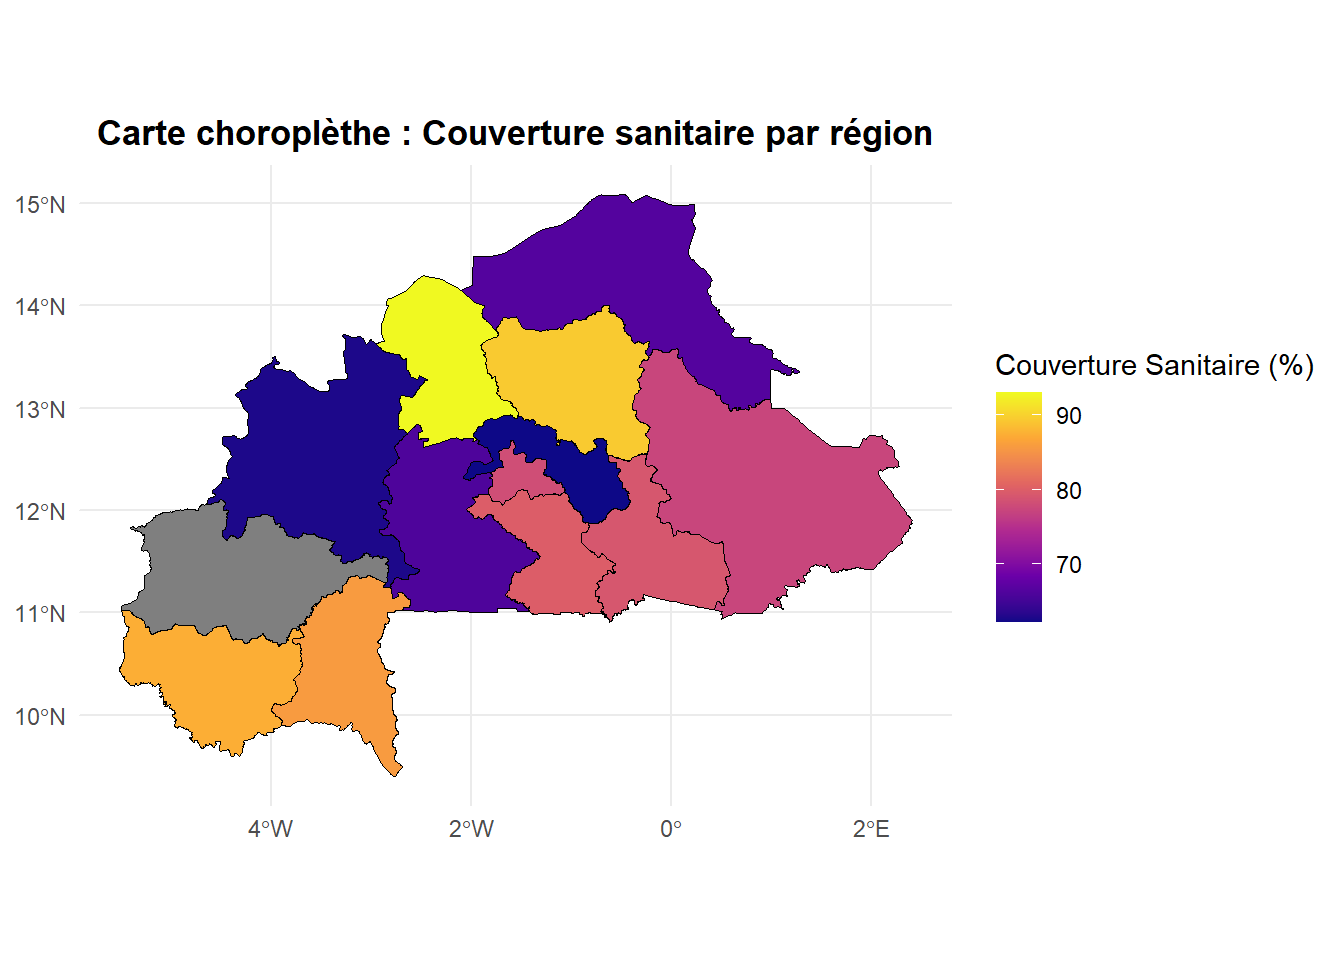 Carte choroplèthe : Couverture sanitaire par région
15°N
14°N
13°N
12°N
11°N
10°N
4°W
2°W
0°
2°E
Couverture Sanitaire (%)
90
80
70